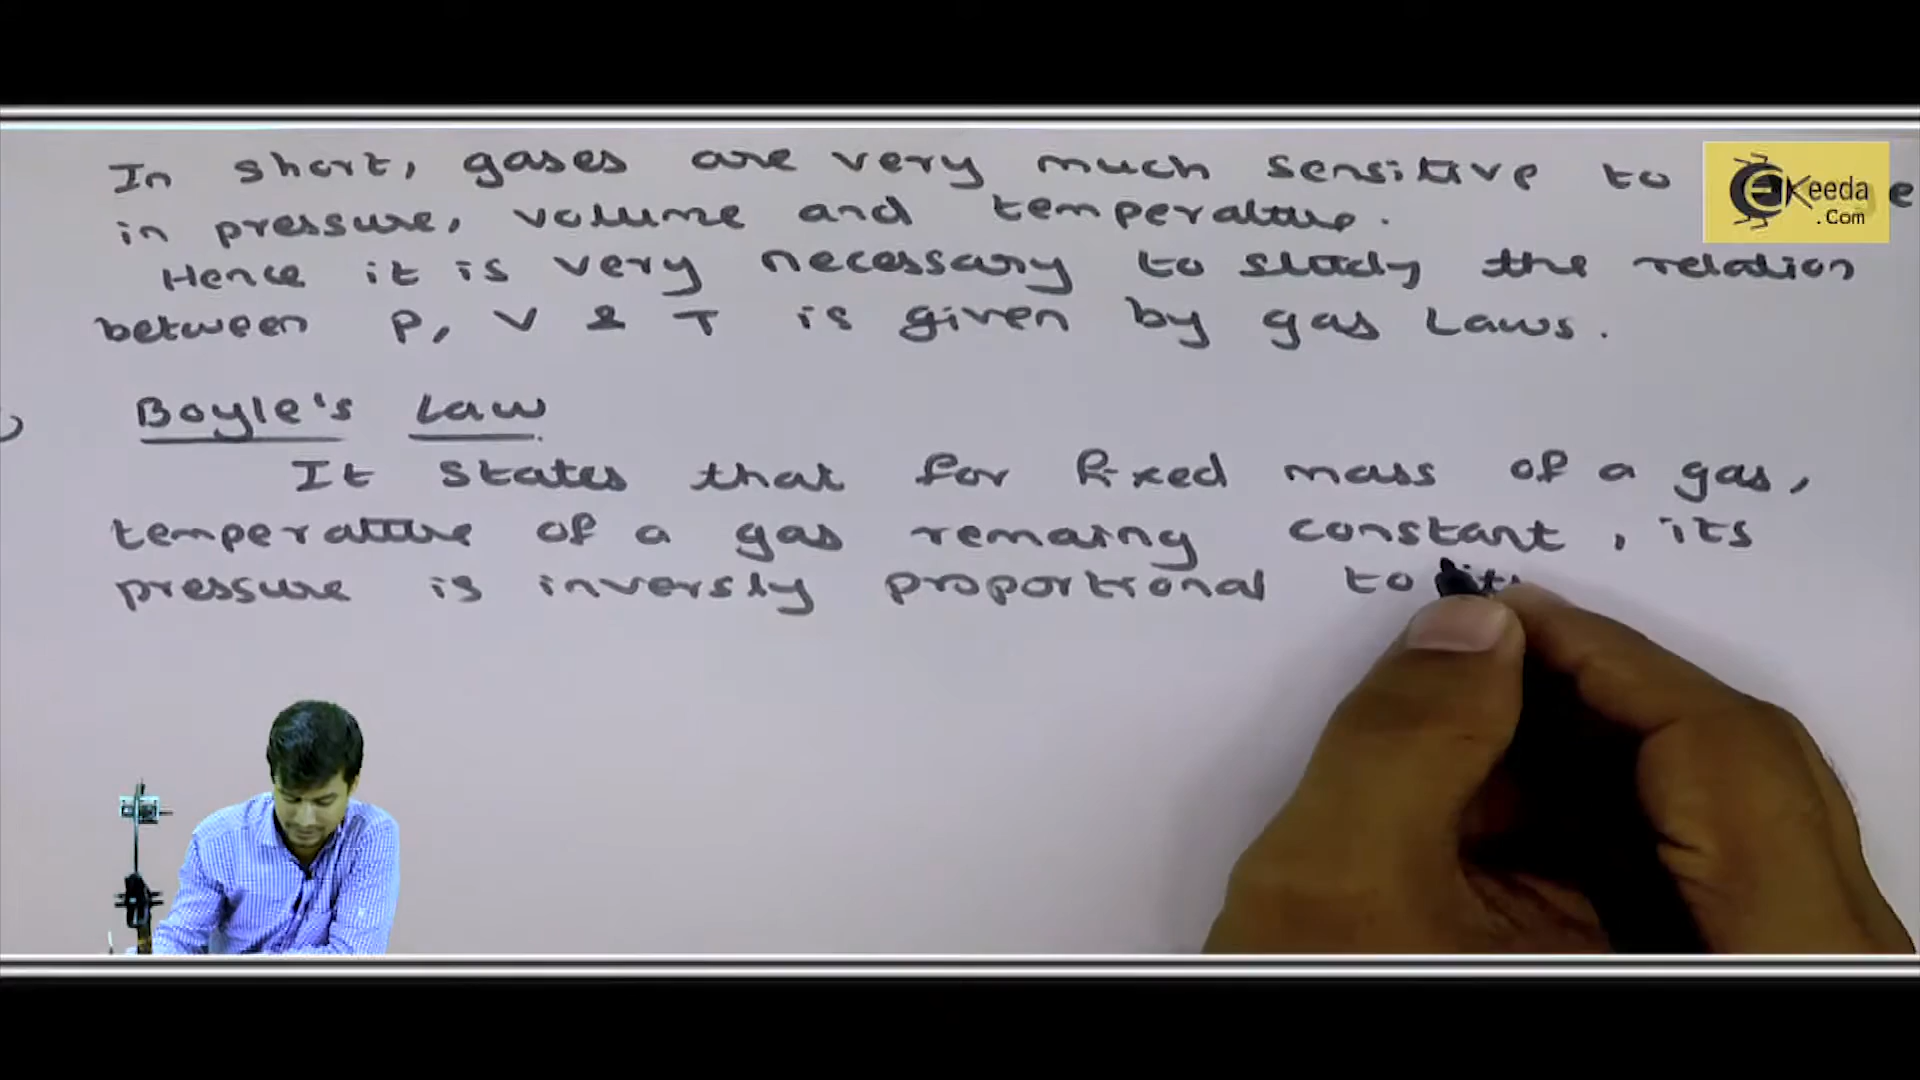 In short, gases are very much sensitive to
in pressure, volume and temperature.
Hence it is very necessary to study the relation
between P, V & T is given by gas Laws.
Boyle's Law
It states that for fixed mass of a gas,
temperature of a gas remaing constant, its
pressure is inversly proportional to its
eKeeda
.Com